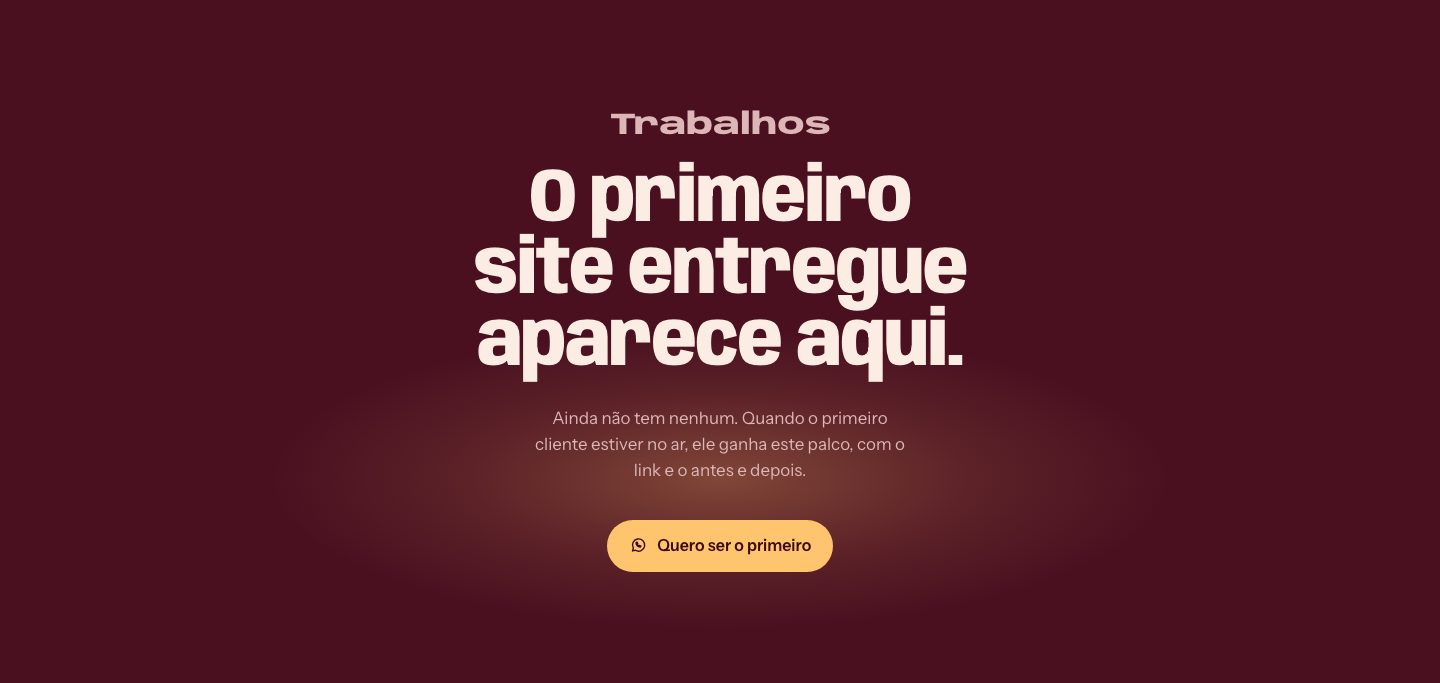 Trabalhos
O primeiro
site entregue
aparece aqui.
Ainda não tem nenhum. Quando o primeiro
cliente estiver no ar, ele ganha este palco, com o
link e o antes e depois.
Quero ser o primeiro